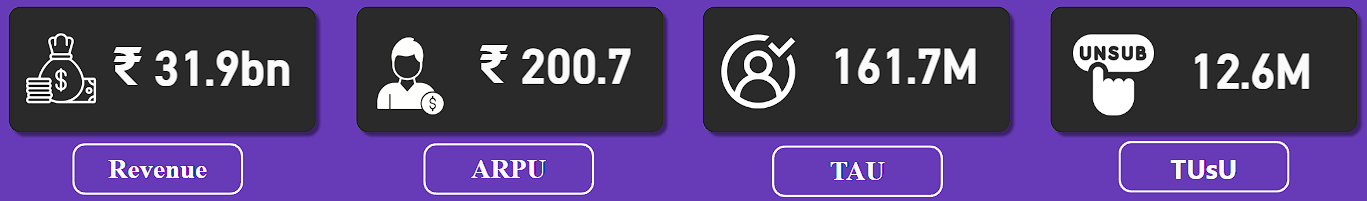 ₹ 31.9bn
Revenue
₹ 200.7
ARPU
161.7M
TAU
UNSUB
12.6M
TUsU